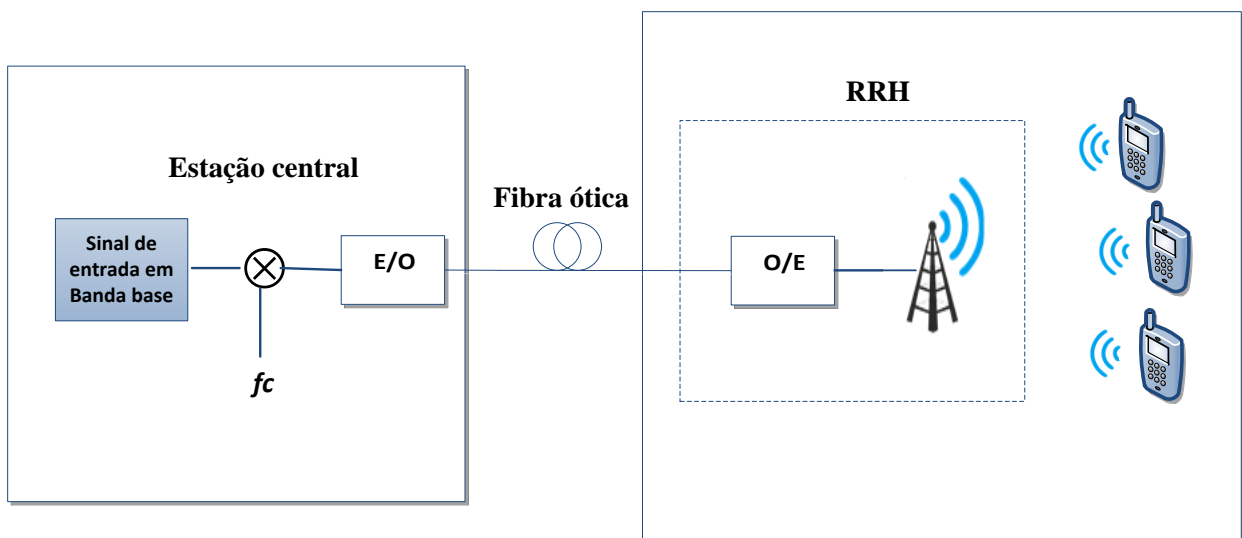 RRH
Estação central
Fibra ótica
Sinal de
entrada em
Banda base
E/O
O/E
fc